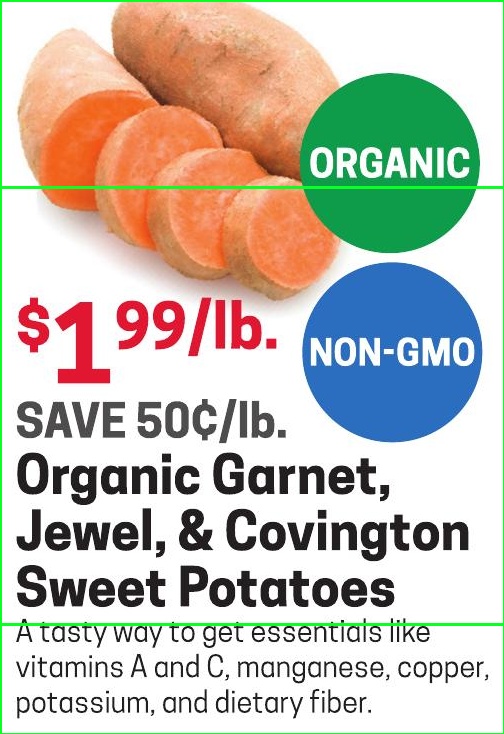 ORGANIC
NON-GMO
$1.99/lb.
SAVE 50¢/lb.
Organic Garnet,
Jewel, & Covington
Sweet Potatoes
A tasty way to get essentials like
vitamins A and C, manganese, copper,
potassium, and dietary fiber.